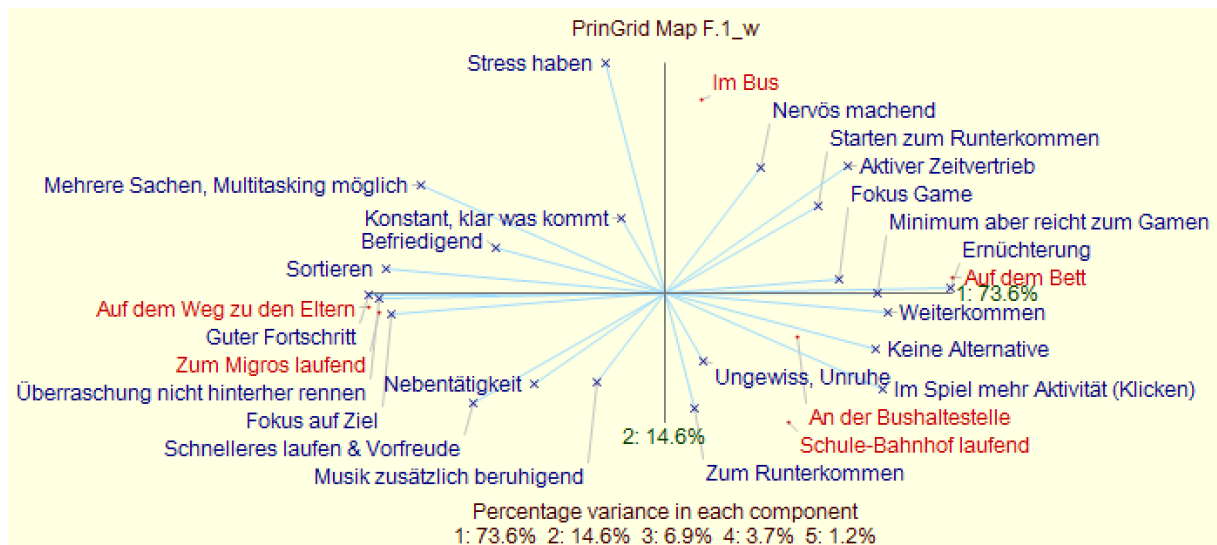 PrinGrid Map F.1_w
Stress haben
Im Bus
Nervös machend
Starten zum Runterkommen
Aktiver Zeitvertrieb
Mehrere Sachen, Multitasking möglich
Fokus Game
Konstant, klar was kommt
Minimum aber reicht zum Gamen
Befriedigend
Ernüchterung
Sortieren
Auf dem Bett
1: 73.6%
Auf dem Weg zu den Eltern
Weiterkommen
Guter Fortschritt
Keine Alternative
Zum Migros laufend
Ungewiss, Unruhe
Nebentätigkeit
Im Spiel mehr Aktivität (Klicken)
Überraschung nicht hinterher rennen
An der Bushaltestelle
Fokus auf Ziel
2: 14.6%
Schule-Bahnhof laufend
Schnelleres laufen & Vorfreude
Zum Runterkommen
Musik zusätzlich beruhigend
Percentage variance in each component
1: 73.6% 2: 14.6% 3: 6.9% 4: 3.7% 5: 1.2%